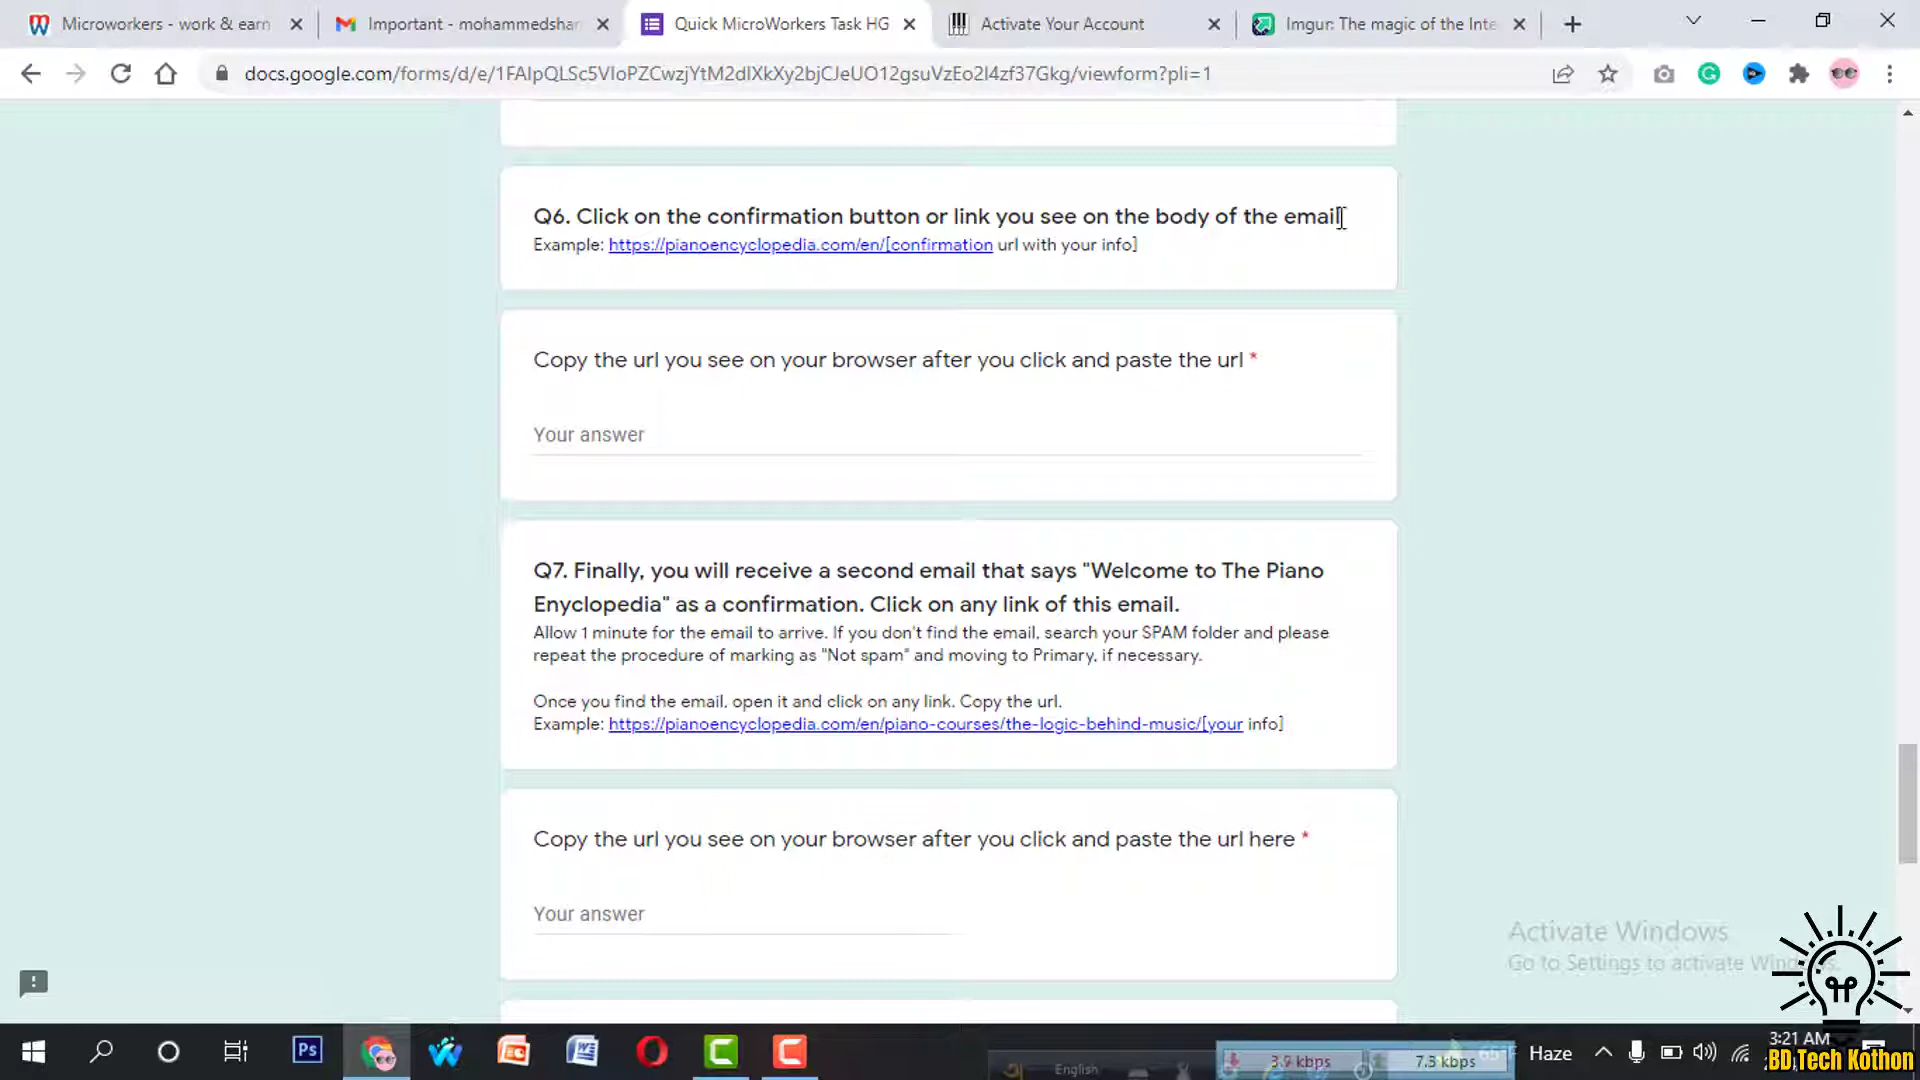 Microworkers - work & earn
Important - mohammedshar
Quick MicroWorkers Task HG
Activate Your Account
Imgur: The magic of the Inte
docs.google.com/forms/d/e/1FAIpQLSc5VIoPZCwzjYtM2dlXkXy2bjCJeUO12gsuVzEo2l4zf37Gkg/viewform?pli=1
Q6. Click on the confirmation button or link you see on the body of the email
Example: https://pianoencyclopedia.com/en/[confirmation url with your info]
Copy the url you see on your browser after you click and paste the url *
Your answer
Q7. Finally, you will receive a second email that says "Welcome to The Piano
Enyclopedia" as a confirmation. Click on any link of this email.
Allow 1 minute for the email to arrive. If you don't find the email, search your SPAM folder and please
repeat the procedure of marking as "Not spam" and moving to Primary, if necessary.
Once you find the email, open it and click on any link. Copy the url.
Example: https://pianoencyclopedia.com/en/piano-courses/the-logic-behind-music/[your info]
Copy the url you see on your browser after you click and paste the url here *
Your answer
Activate Windows
Go to Settings to activate
Ps
English
3.9 kbps
7.3 kbps
Haze
3:21 AM
BD.Tech Kothon